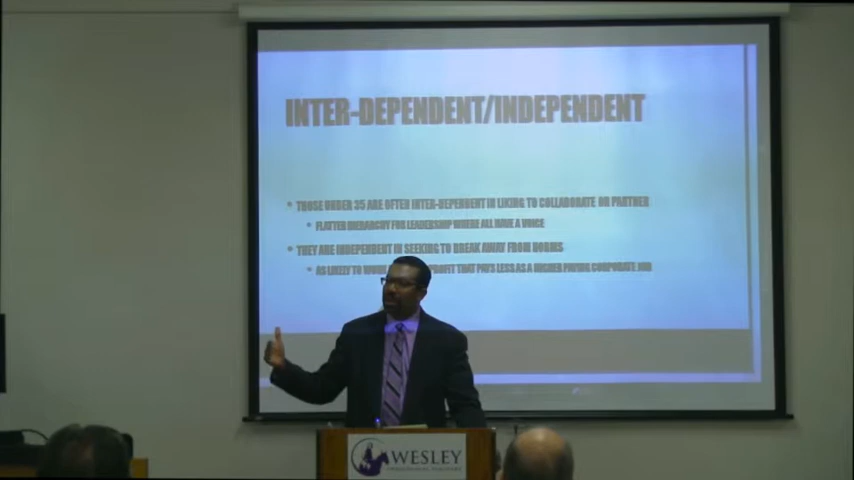 INTER-DEPENDENT/INDEPENDENT
• THOSE UNDER 35 ARE OFTEN INTER-DEPENDENT IN LIKING TO COLLABORATE OR PARTNER
• FLATTER HIERARCHY FOR LEADERSHIP WHERE ALL HAVE A VOICE
• THEY ARE INDEPENDENT IN SEEKING TO BREAK AWAY FROM NORMS
• AS LIKELY TO WORK THAT PAYS LESS AS A HIGHER PAYING CORPORATE JOB
WESLEY